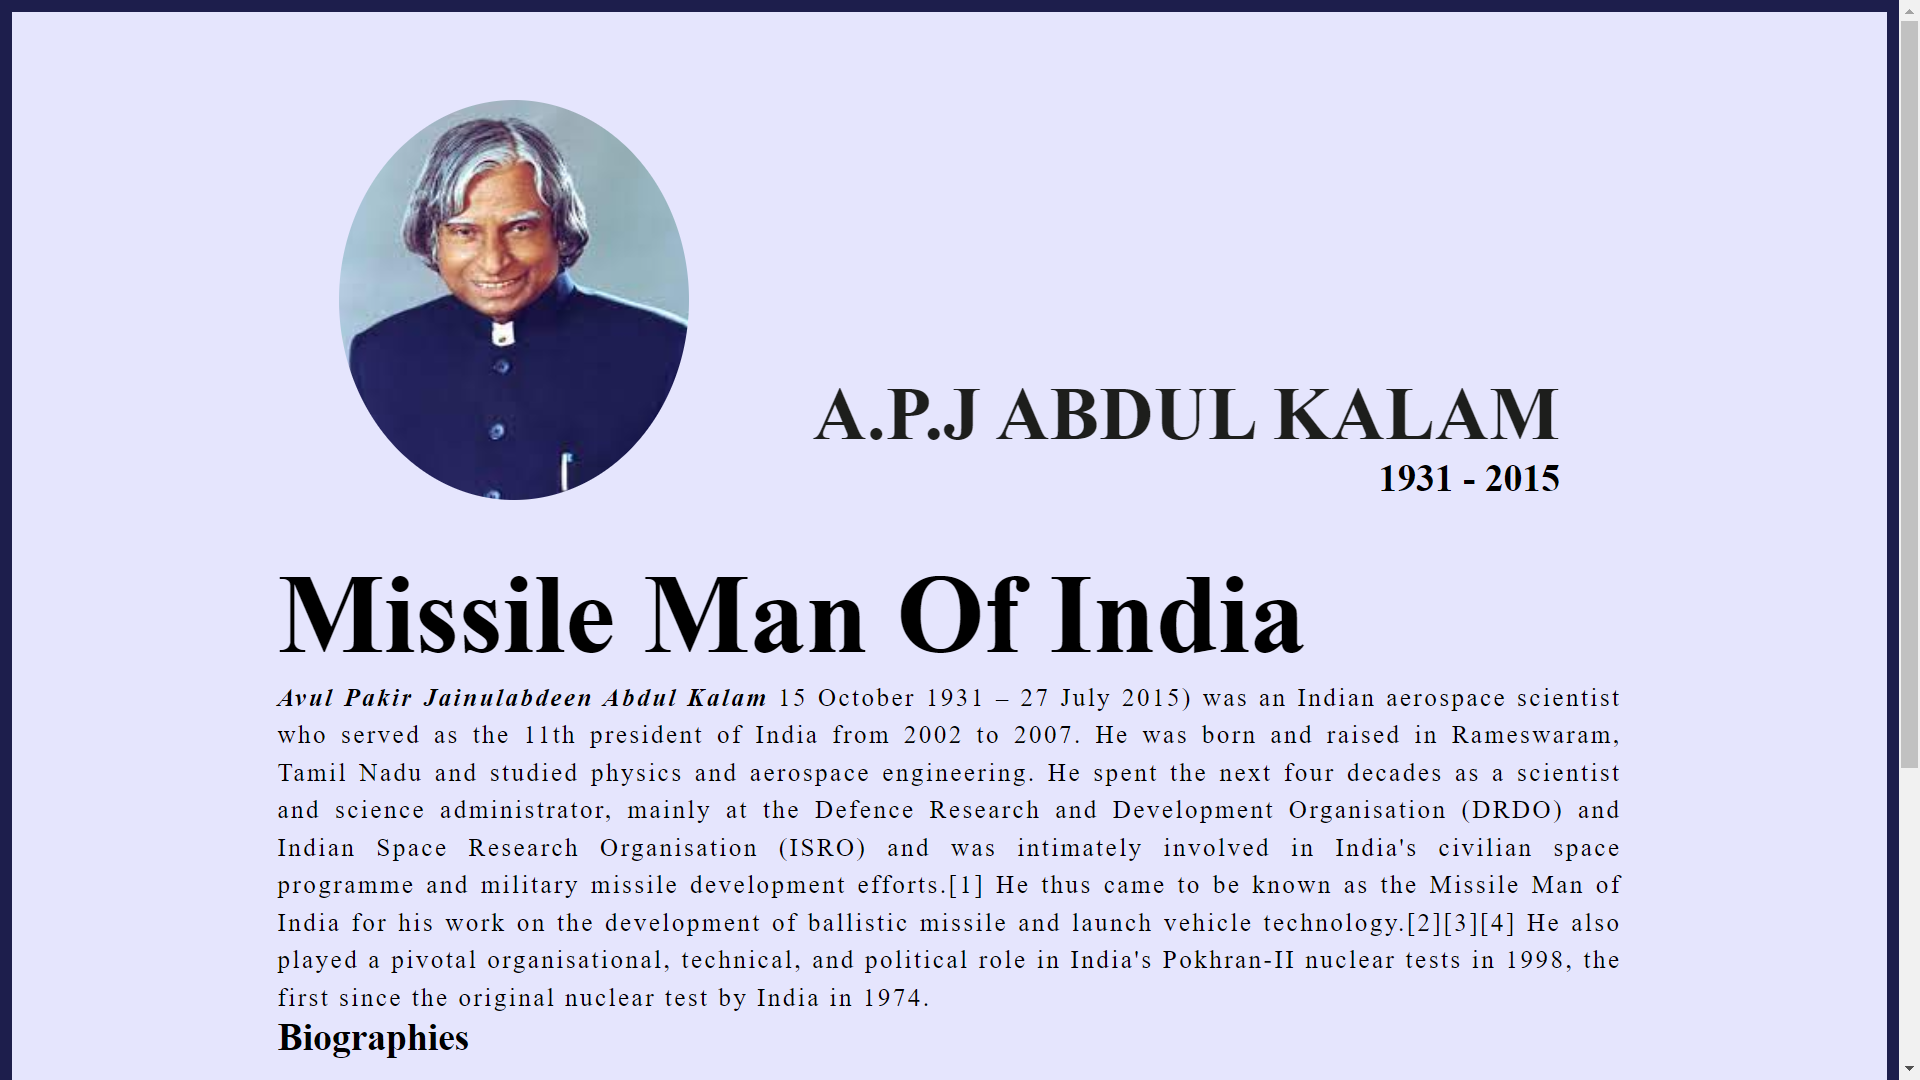 A.P.J ABDUL KALAM
1931 - 2015
Missile Man Of India
Avul Pakir Jainulabdeen Abdul Kalam 15 October 1931 – 27 July 2015) was an Indian aerospace scientist
who served as the 11th president of India from 2002 to 2007. He was born and raised in Rameswaram,
Tamil Nadu and studied physics and aerospace engineering. He spent the next four decades as a scientist
and science administrator, mainly at the Defence Research and Development Organisation (DRDO) and
Indian Space Research Organisation (ISRO) and was intimately involved in India's civilian space
programme and military missile development efforts.[1] He thus came to be known as the Missile Man of
India for his work on the development of ballistic missile and launch vehicle technology.[2][3][4] He also
played a pivotal organisational, technical, and political role in India's Pokhran-II nuclear tests in 1998, the
first since the original nuclear test by India in 1974.
Biographies